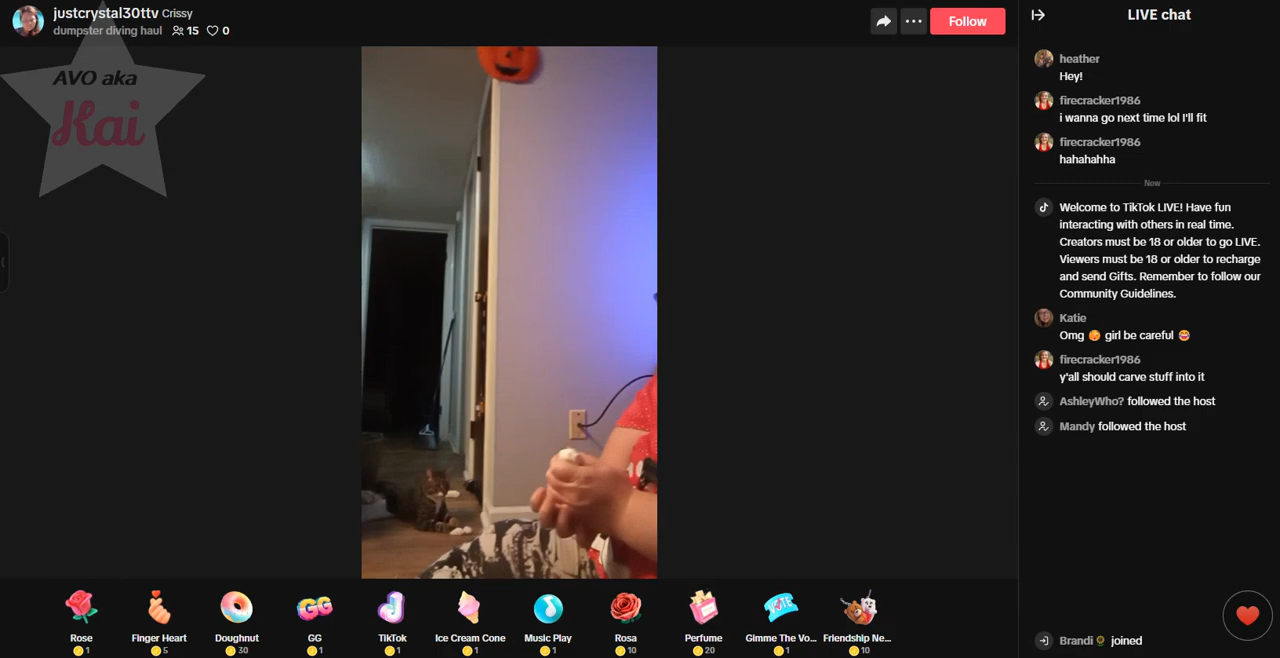 justcrystal30ttv Crissy
dumpster diving haul 15 0
Follow
LIVE chat
AVO aka
Kai
heather
Hey!
firecracker1986
i wanna go next time lol I'll fit
firecracker1986
hahahahha
New
Welcome to TikTok LIVE! Have fun
interacting with others in real time.
Creators must be 18 or older to go LIVE.
Viewers must be 18 or older to recharge
and send Gifts. Remember to follow our
Community Guidelines.
Katie
Omg 🥵 girl be careful 🤣
firecracker1986
y'all should carve stuff into it
AshleyWho? followed the host
Mandy followed the host
Brandi🌻 joined
Rose Finger Heart Doughnut GG TikTok Ice Cream Cone Music Play Rosa Perfume Gimme The Vo... Friendship Ne...
1 5 30 1 1 1 1 10 20 1 10